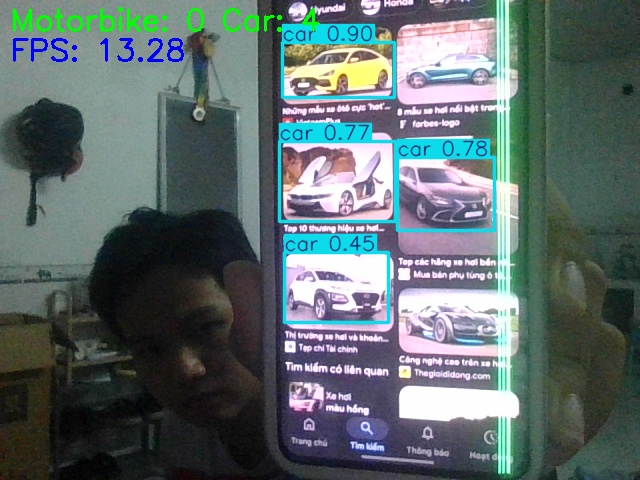 Motorbike: 0 Car: 4
FPS: 13.28
Hyundai
Honda
car 0.90
Những mẫu xe ôtô cực 'hot'...
VietnamPlus
8 mẫu xe hơi nổi bật trong...
forbes-logo
car 0.77
car 0.78
Top 10 thương hiệu xe hơi...
Top các hãng xe hơi bền
Mua bán phụ tùng ô
car 0.45
Thị trường xe hơi và khoản...
Tạp chí Tài chính
Công nghệ cao trên xe
Thegioididong.com
Tìm kiếm có liên quan
Xe hơi
màu hồng
Trang chủ
Tìm kiếm
Thông báo
Hoạt